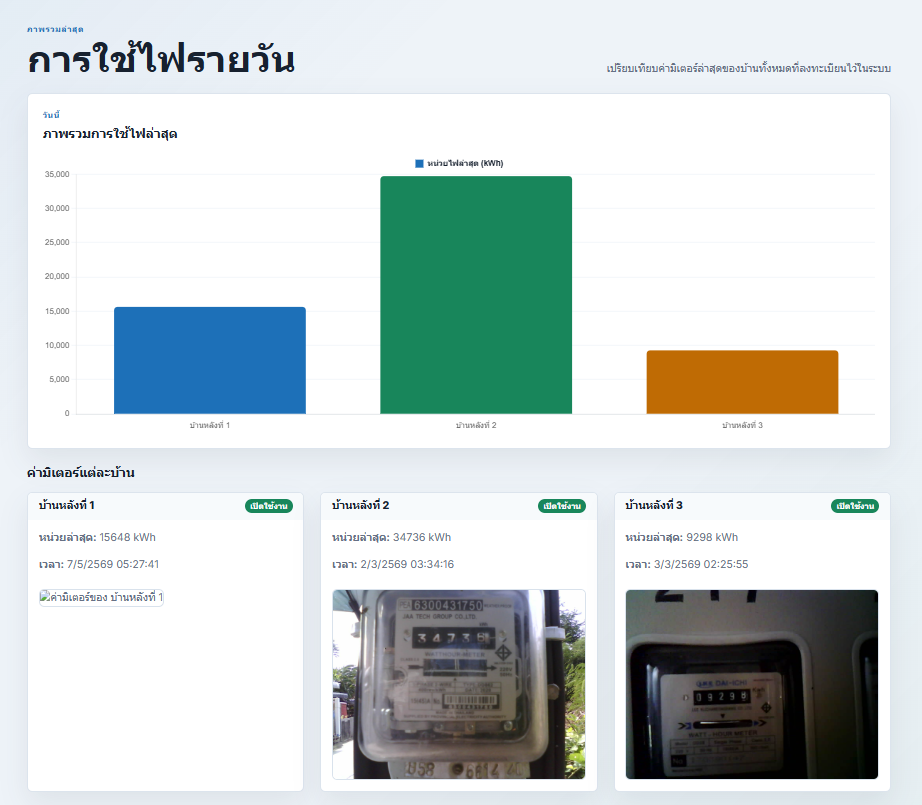 ภาพรวมล่าสุด
การใช้ไฟรายวัน
เปรียบเทียบค่ามิเตอร์ล่าสุดของบ้านทั้งหมดที่ลงทะเบียนไว้ในระบบ
วันนี้
ภาพรวมการใช้ไฟล่าสุด
หน่วยไฟล่าสุด (kWh)
35,000
30,000
25,000
20,000
15,000
10,000
5,000
0
บ้านหลังที่ 1
บ้านหลังที่ 2
บ้านหลังที่ 3
ค่ามิเตอร์แต่ละบ้าน
บ้านหลังที่ 1
เปิดใช้งาน
หน่วยล่าสุด: 15648 kWh
เวลา: 7/5/2569 05:27:41
ค่ามิเตอร์ของ บ้านหลังที่ 1
บ้านหลังที่ 2
เปิดใช้งาน
หน่วยล่าสุด: 34736 kWh
เวลา: 2/3/2569 03:34:16
PEA 6300431750
JAA TECH GROUP CO.,LTD.
3473
WATTHOUR METER
บ้านหลังที่ 3
เปิดใช้งาน
หน่วยล่าสุด: 9298 kWh
เวลา: 3/3/2569 02:25:55
DAI-ICHI
09298
WATT-HOUR METER